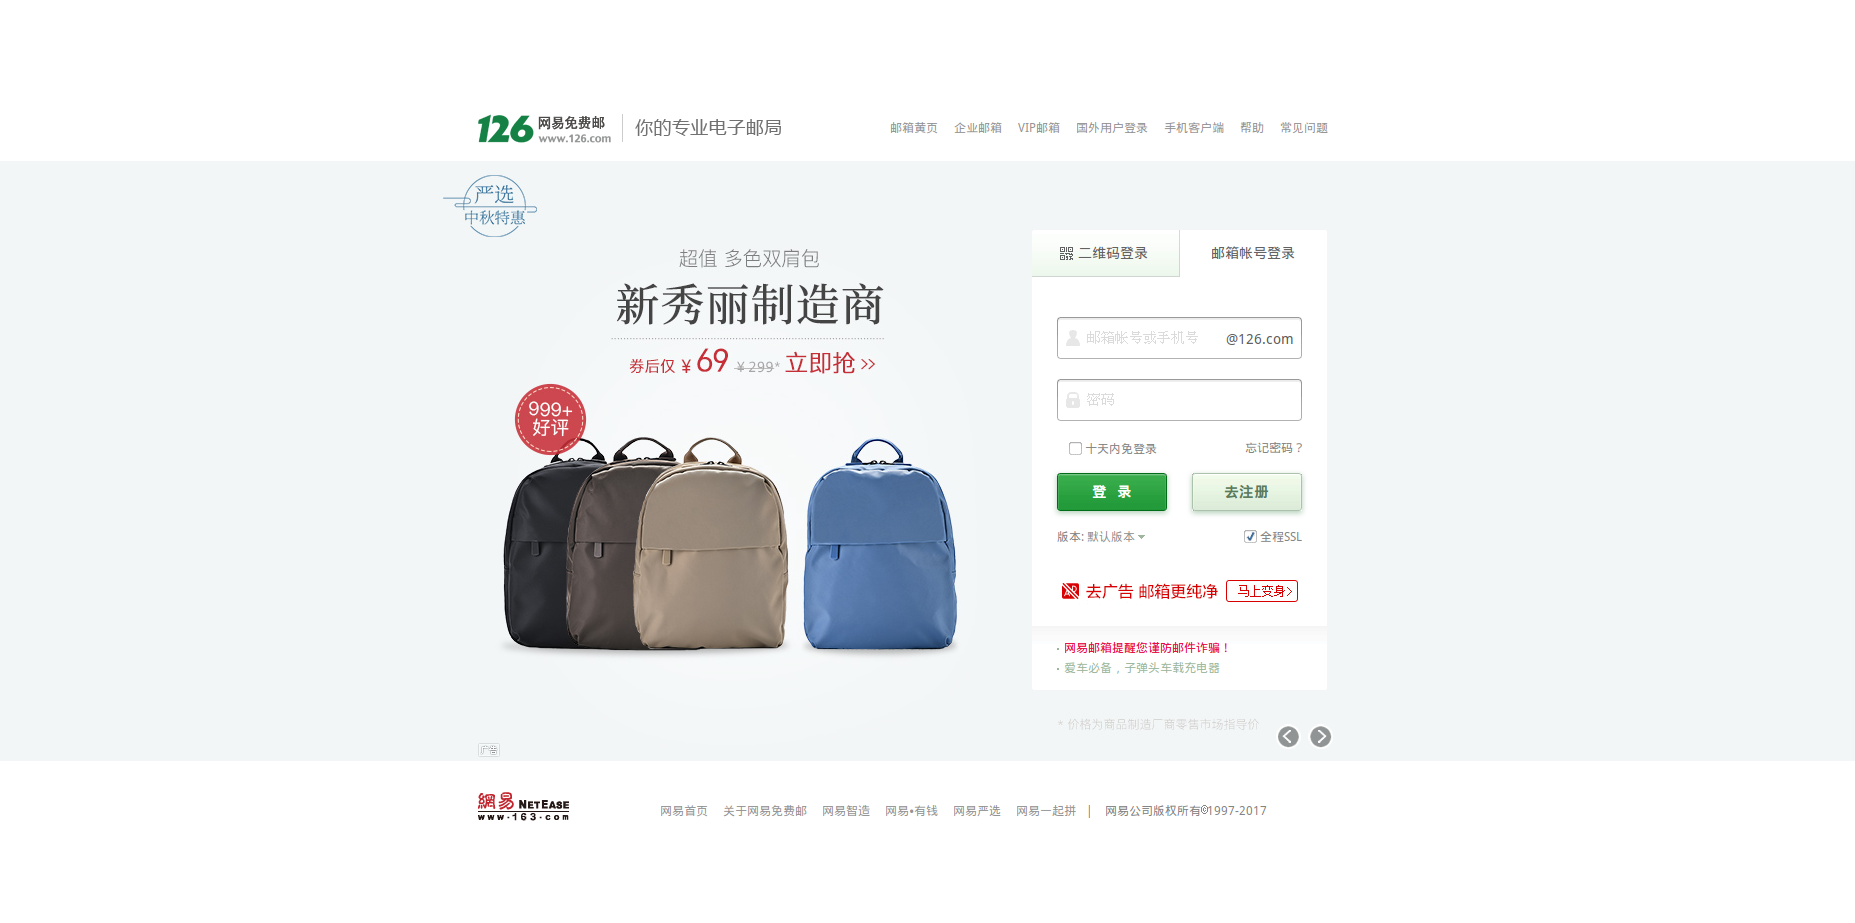 126 网易免费邮
www.126.com
你的专业电子邮局
邮箱黄页 企业邮箱 VIP邮箱 国外用户登录 手机客户端 帮助 常见问题
严选
中秋特惠
超值 多色双肩包
新秀丽制造商
券后仅 ¥ 69 ¥ 299* 立即抢 >>
999+
好评
二维码登录 邮箱帐号登录
邮箱帐号或手机号 @126.com
密码
十天内免登录 忘记密码?
登 录 去注册
版本: 默认版本 全程SSL
AD 去广告 邮箱更纯净 马上变身>
· 网易邮箱提醒您谨防邮件诈骗!
· 爱车必备,子弹头车载充电器
* 价格为商品制造厂商零售市场指导价
广告
網易 NETEASE
www.163.com
网易首页 关于网易免费邮 网易智造 网易•有钱 网易严选 网易一起拼 | 网易公司版权所有©1997-2017